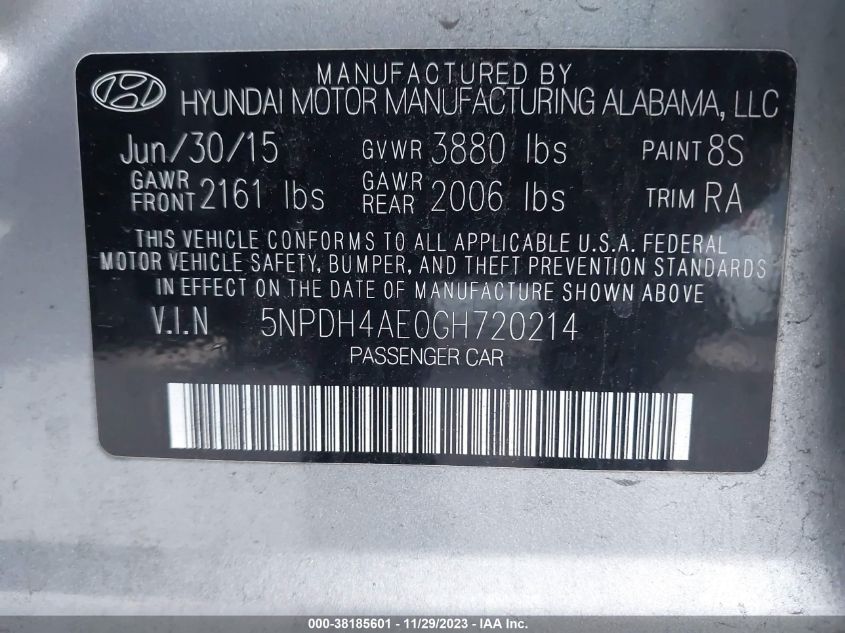 MANUFACTURED BY
HYUNDAI MOTOR MANUFACTURING ALABAMA, LLC
Jun/30/15 GVWR 3880 lbs PAINT 8S
GAWR FRONT 2161 lbs GAWR REAR 2006 lbs TRIM RA
THIS VEHICLE CONFORMS TO ALL APPLICABLE U.S.A. FEDERAL
MOTOR VEHICLE SAFETY, BUMPER, AND THEFT PREVENTION STANDARDS
IN EFFECT ON THE DATE OF MANUFACTURE SHOWN ABOVE
V.I.N 5NPDH4AE0GH720214
PASSENGER CAR
000-38185601 - 11/29/2023 - IAA Inc.